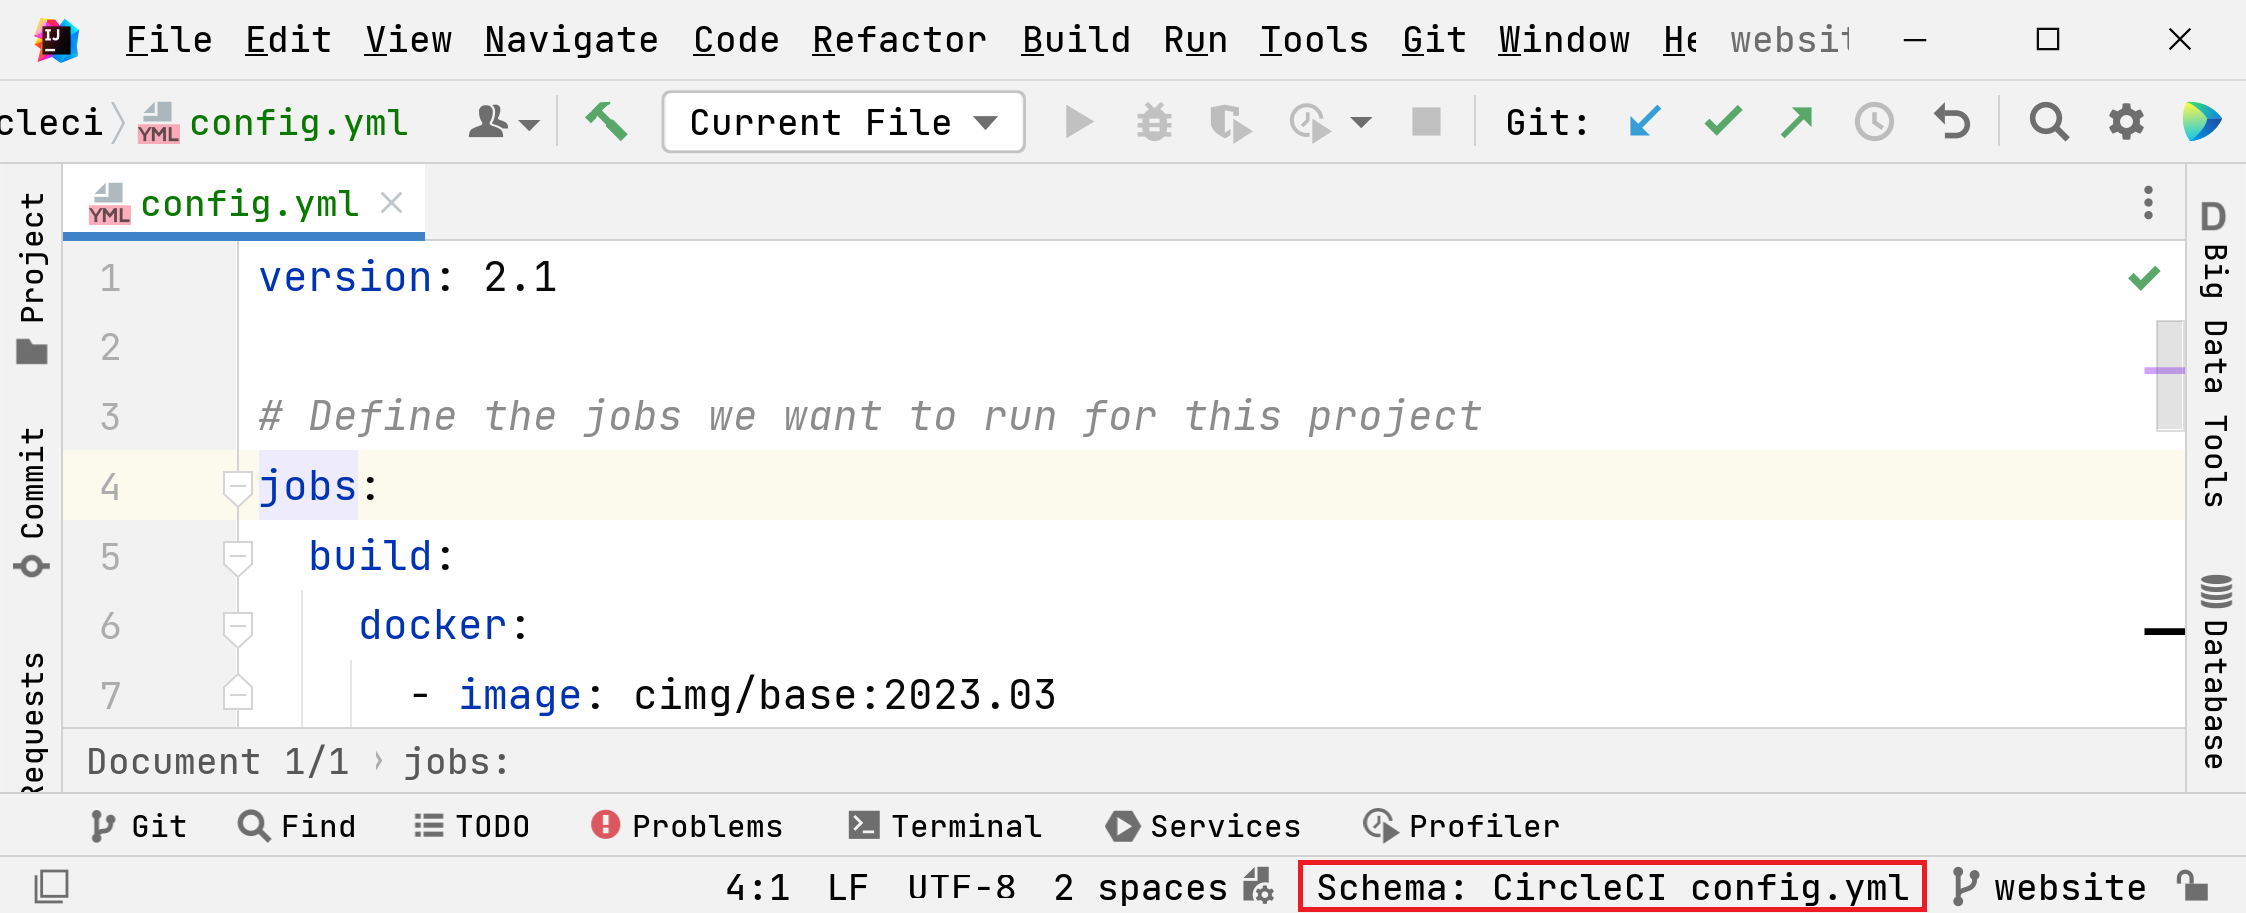 IJ File Edit View Navigate Code Refactor Build Run Tools Git Window He websit
cleci YML config.yml Current File Git:
YML config.yml
Project
Commit
Requests
1 version: 2.1
2
3 # Define the jobs we want to run for this project
4 jobs:
5 build:
6 docker:
7 - image: cimg/base:2023.03
D Big Data Tools
Database
Document 1/1 › jobs:
Git Find TODO Problems Terminal Services Profiler
4:1 LF UTF-8 2 spaces Schema: CircleCI config.yml website